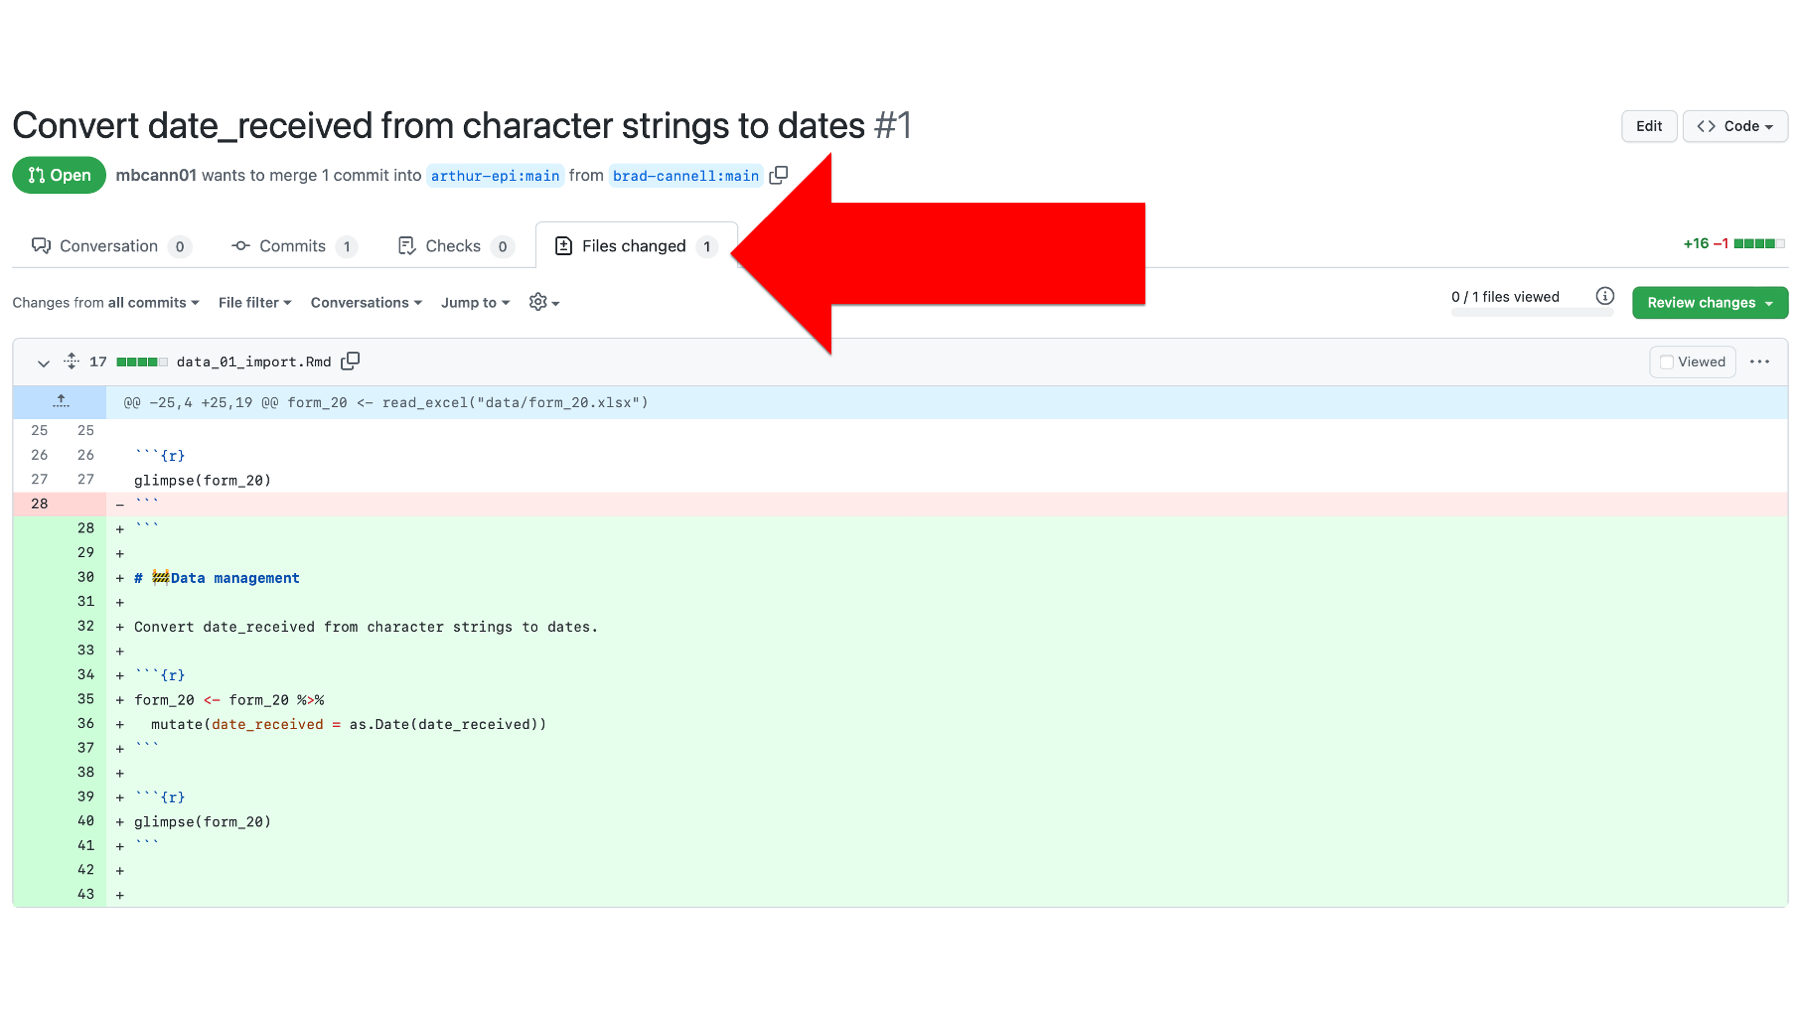 Convert date_received from character strings to dates #1
Edit
<> Code
Open mbcann01 wants to merge 1 commit into arthur-epi:main from brad-cannell:main
Conversation 0 Commits 1 Checks 0 Files changed 1
+16 −1
Changes from all commits File filter Conversations Jump to
0 / 1 files viewed
Review changes
17 data_01_import.Rmd
Viewed
@@ -25,4 +25,19 @@ form_20 <- read_excel("data/form_20.xlsx")
25 25
26 26 ```{r}
27 27 glimpse(form_20)
28 - ```
28 + ```
29 +
30 + # 🚧Data management
31 +
32 + Convert date_received from character strings to dates.
33 +
34 + ```{r}
35 + form_20 <- form_20 %>%
36 + mutate(date_received = as.Date(date_received))
37 + ```
38 +
39 + ```{r}
40 + glimpse(form_20)
41 + ```
42 +
43 +